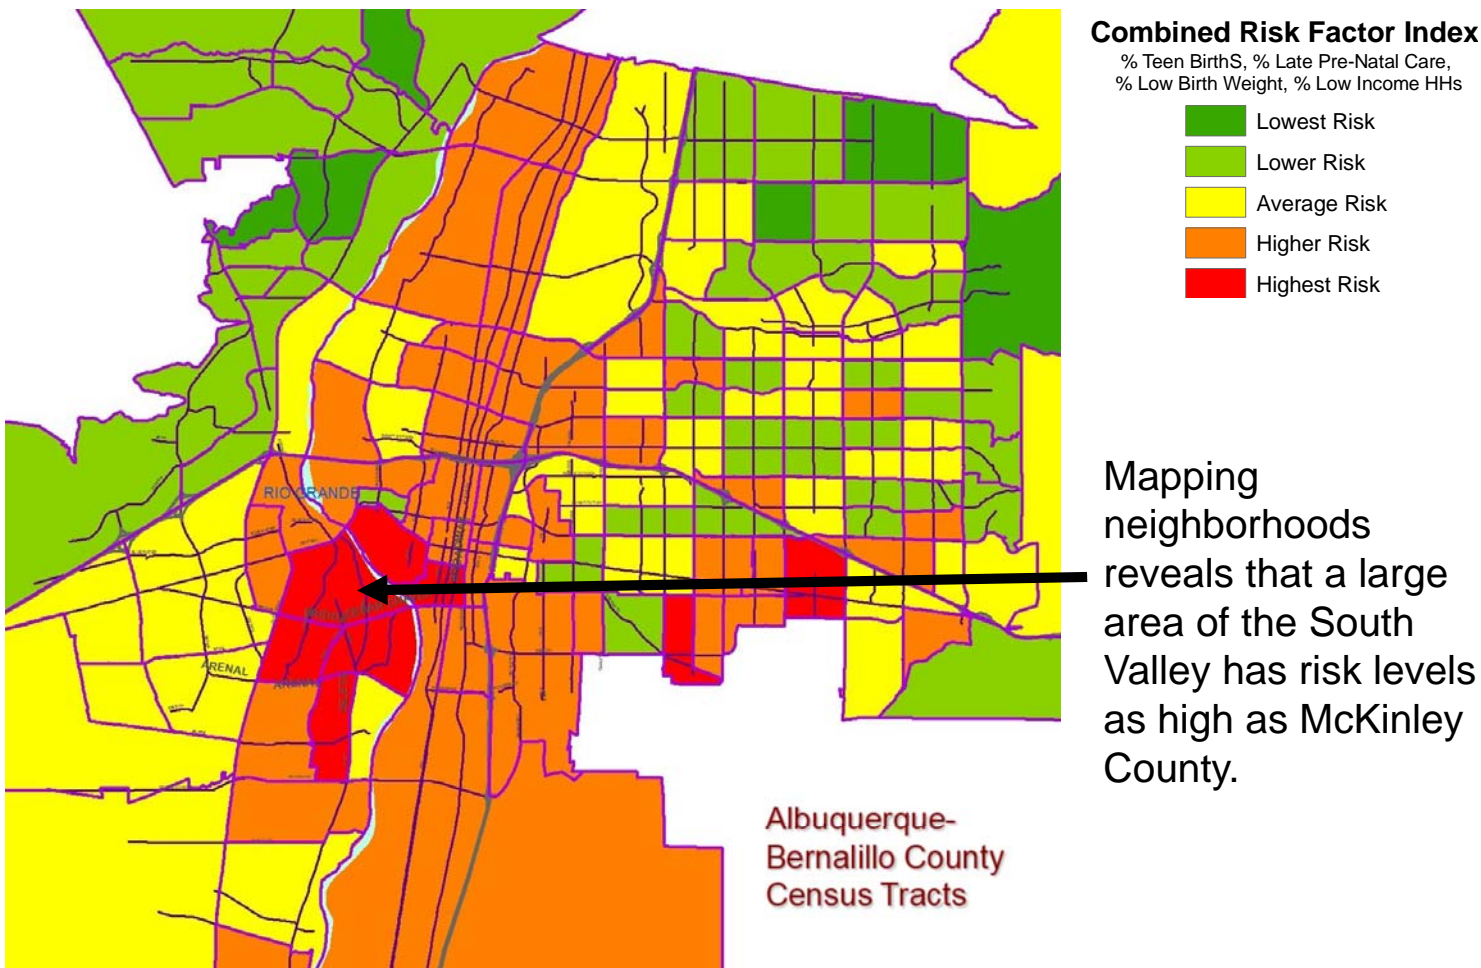 Combined Risk Factor Index
% Teen BirthS, % Late Pre-Natal Care,
% Low Birth Weight, % Low Income HHs
Lowest Risk
Lower Risk
Average Risk
Higher Risk
Highest Risk
Mapping
neighborhoods
reveals that a large
area of the South
Valley has risk levels
as high as McKinley
County.
RIO GRANDE
ARENAL
Albuquerque-
Bernalillo County
Census Tracts